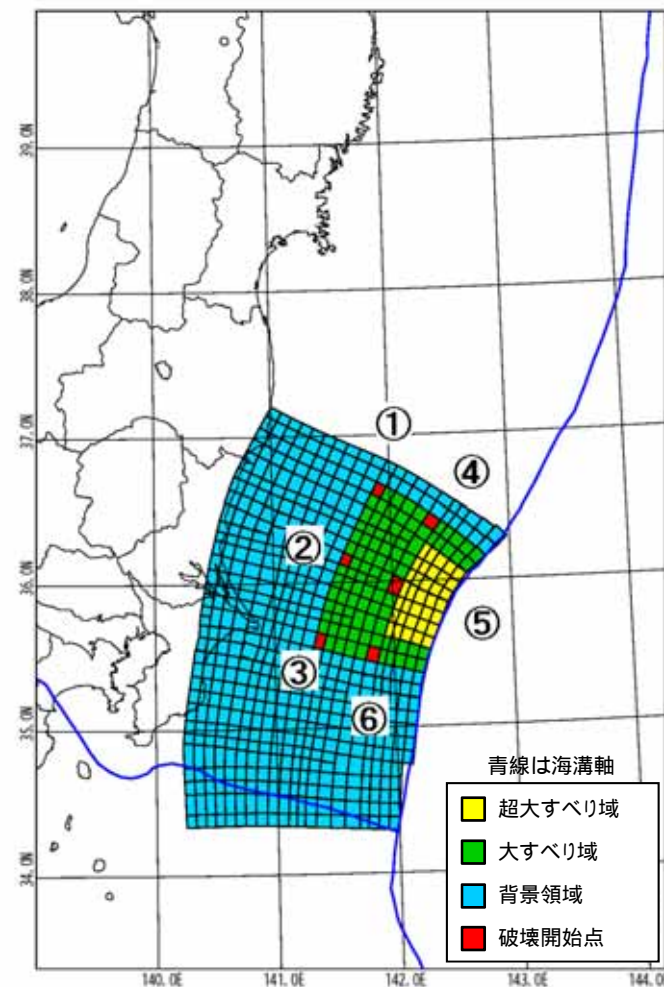 39.0N
38.0N
37.0N
①
④
②
36.0N
⑤
③
⑥
35.0N
青線は海溝軸
超大すべり域
大すべり域
34.0N
背景領域
破壊開始点
140.0E
141.0E
142.0E
143.0E
144.0E